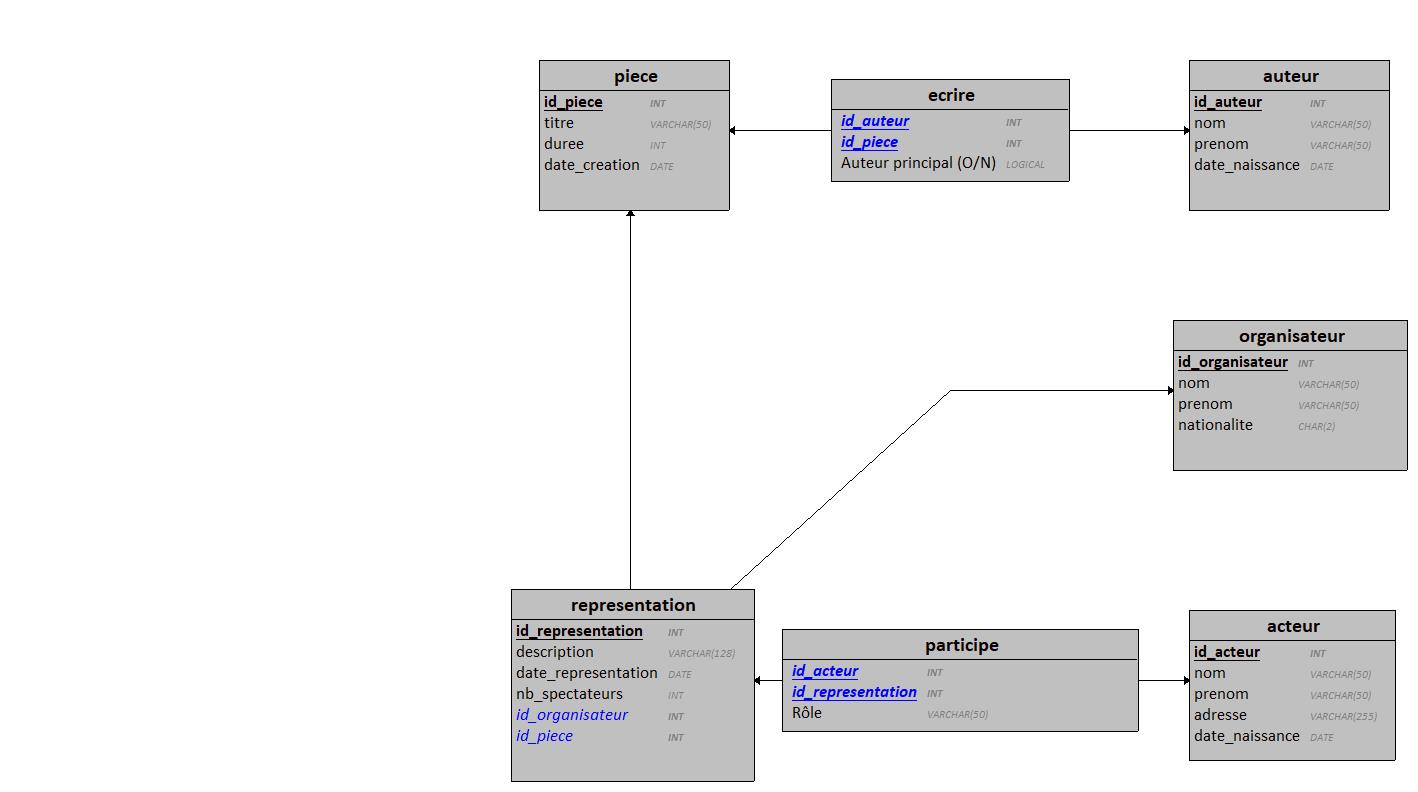 piece
id_piece INT
titre VARCHAR(50)
duree INT
date_creation DATE
ecrire
id_auteur INT
id_piece INT
Auteur principal (O/N) LOGICAL
auteur
id_auteur INT
nom VARCHAR(50)
prenom VARCHAR(50)
date_naissance DATE
organisateur
id_organisateur INT
nom VARCHAR(50)
prenom VARCHAR(50)
nationalite CHAR(2)
representation
id_representation INT
description VARCHAR(128)
date_representation DATE
nb_spectateurs INT
id_organisateur INT
id_piece INT
participe
id_acteur INT
id_representation INT
Rôle VARCHAR(50)
acteur
id_acteur INT
nom VARCHAR(50)
prenom VARCHAR(50)
adresse VARCHAR(255)
date_naissance DATE